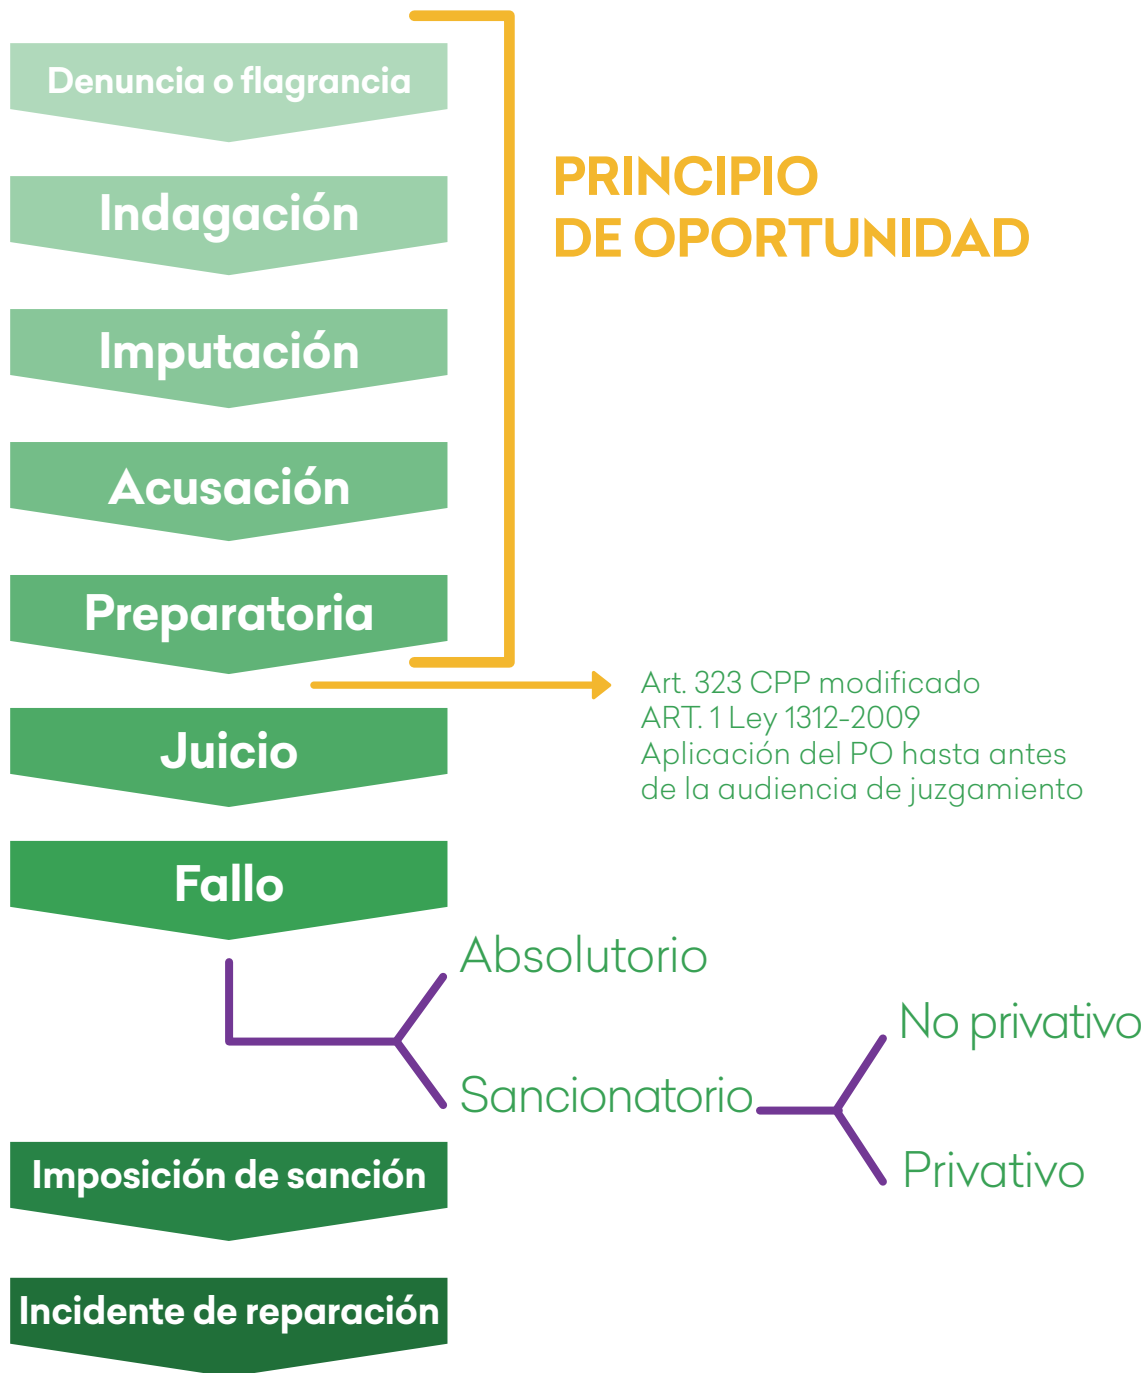 Denuncia o flagrancia
Indagación
PRINCIPIO
DE OPORTUNIDAD
Imputación
Acusación
Preparatoria
Art. 323 CPP modificado
ART. 1 Ley 1312-2009
Aplicación del PO hasta antes
de la audiencia de juzgamiento
Juicio
Fallo
Absolutorio
Sancionatorio
No privativo
Privativo
Imposición de sanción
Incidente de reparación